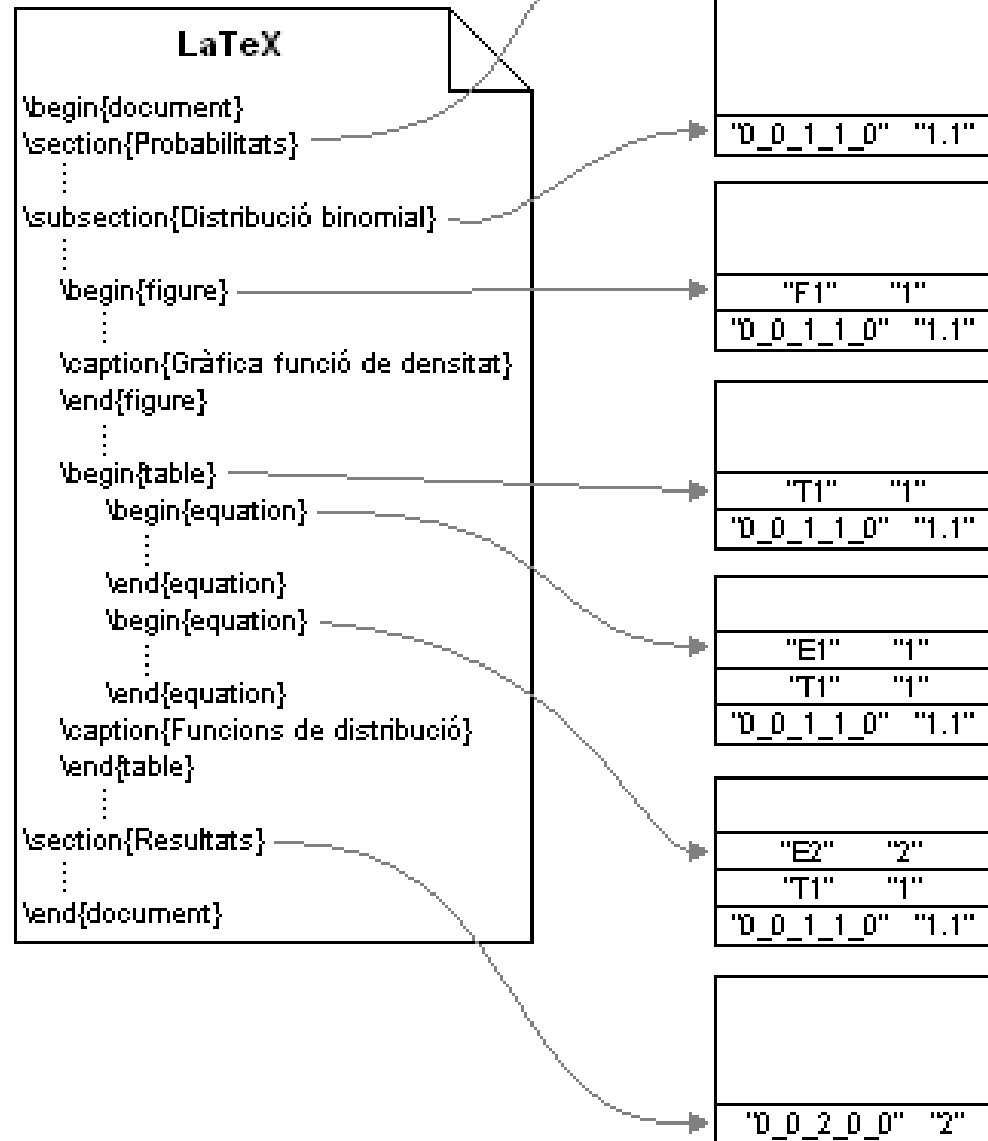 LaTeX
\begin{document}
\section{Probabilitats}
\subsection{Distribució binomial}
\begin{figure}
\caption{Gràfica funció de densitat}
\end{figure}
\begin{table}
\begin{equation}
\end{equation}
\begin{equation}
\end{equation}
\caption{Funcions de distribució}
\end{table}
\section{Resultats}
\end{document}
"0_0_1_1_0" "1.1"
"F1" "1"
"0_0_1_1_0" "1.1"
"T1" "1"
"0_0_1_1_0" "1.1"
"E1" "1"
"T1" "1"
"0_0_1_1_0" "1.1"
"E2" "2"
"T1" "1"
"0_0_1_1_0" "1.1"
"0_0_2_0_0" "2"